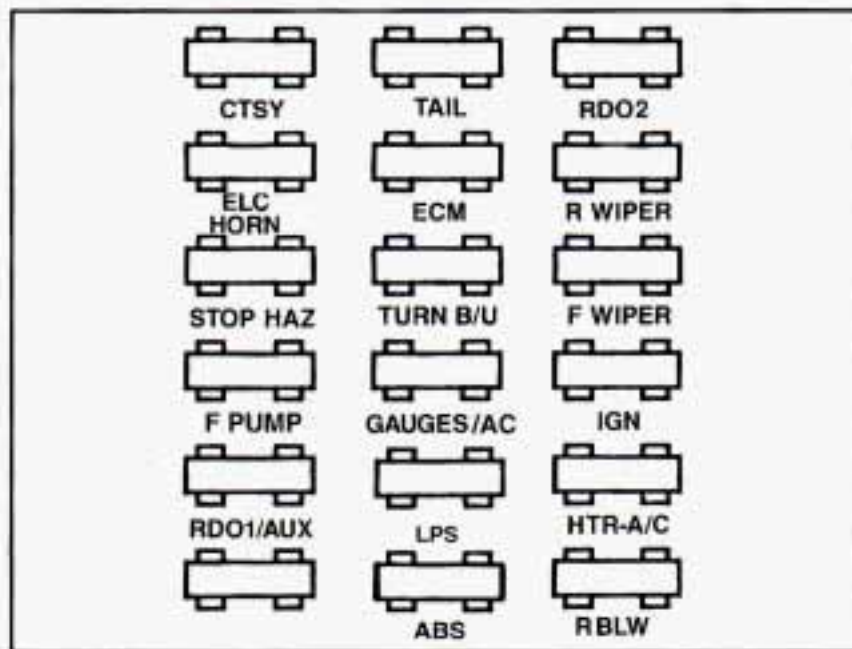 CTSY TAIL RDO2
ELC HORN ECM R WIPER
STOP HAZ TURN B/U F WIPER
F PUMP GAUGES/AC IGN
RDO1/AUX LPS HTR-A/C
ABS RBLW